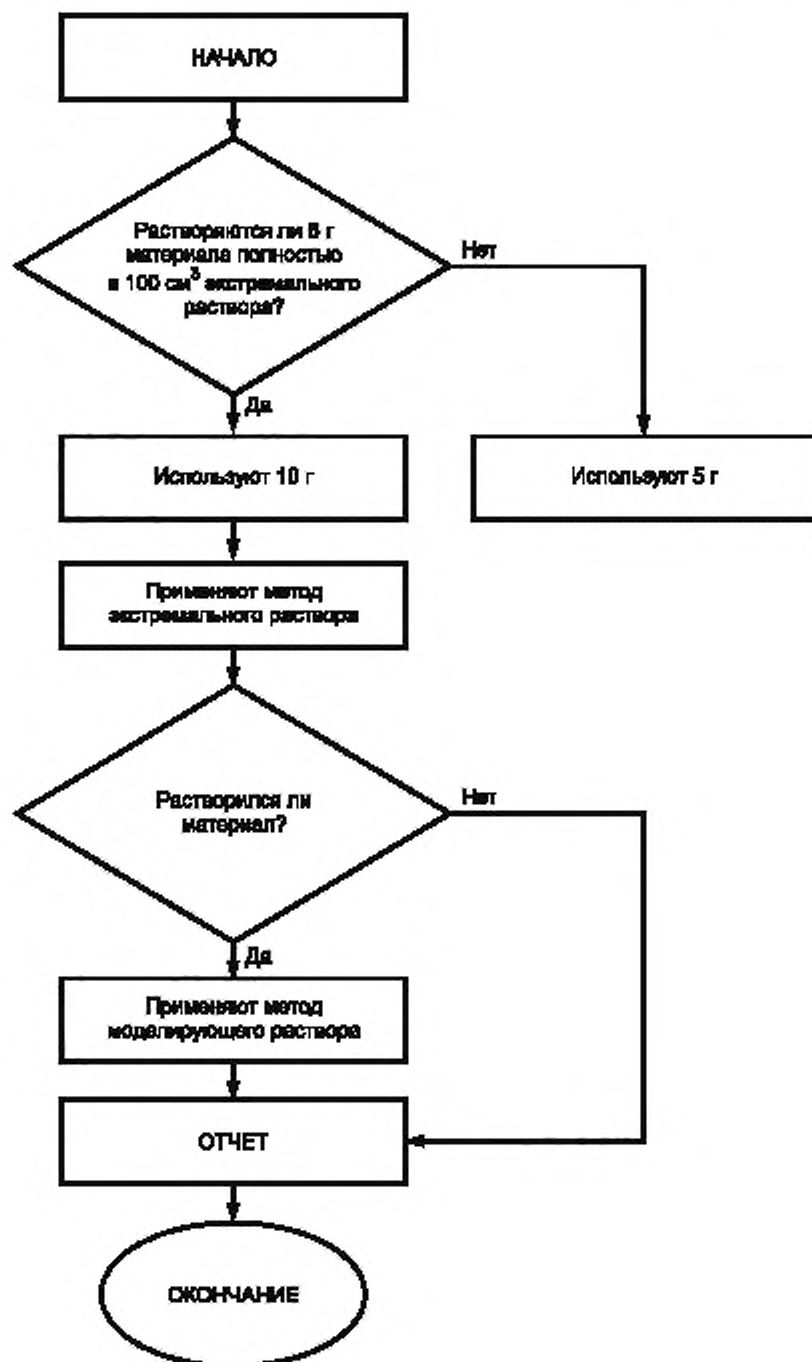 НАЧАЛО
Растворяются ли 5 г
материала полностью
в 100 см³ экстремального
раствора?
Нет
Да
Используют 10 г
Используют 5 г
Применяют метод
экстремального раствора
Растворился ли
материал?
Нет
Да
Применяют метод
моделирующего раствора
ОТЧЕТ
ОКОНЧАНИЕ